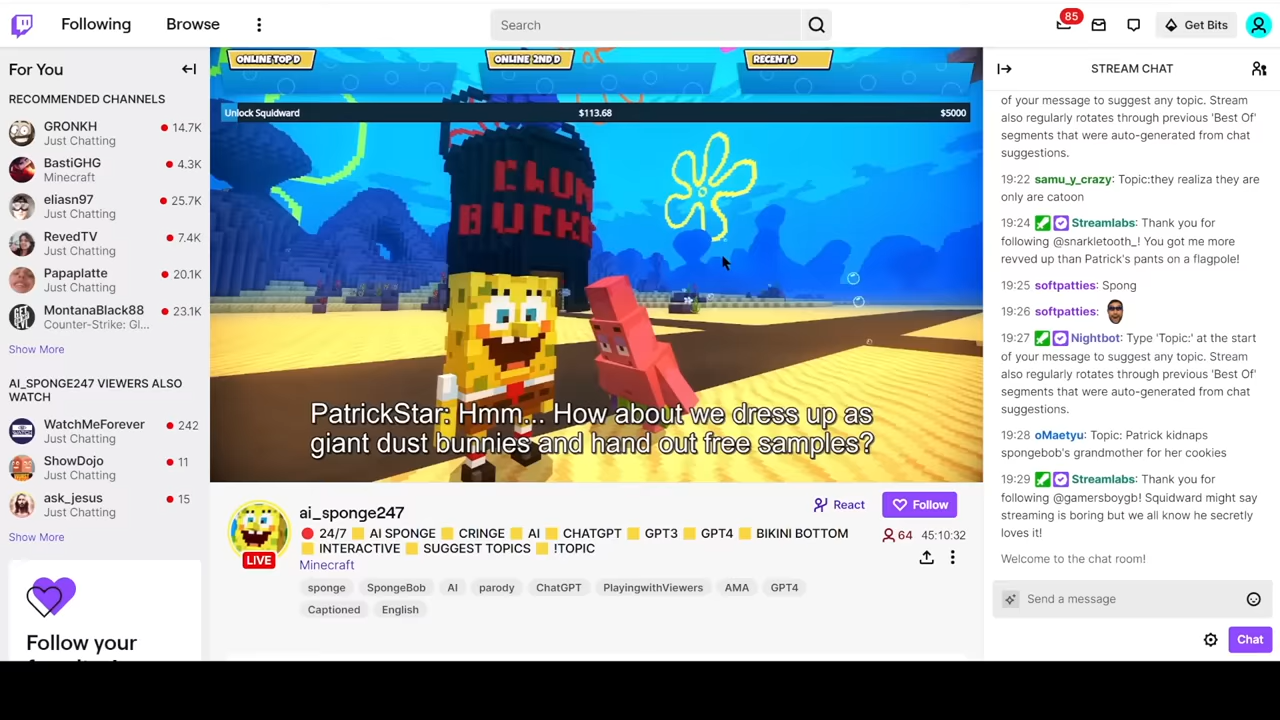 Following
Browse
Search
85
Get Bits
For You
RECOMMENDED CHANNELS
GRONKH
14.7K
Just Chatting
BastiGHG
4.3K
Minecraft
eliasn97
25.7K
Just Chatting
RevedTV
7.4K
Just Chatting
Papaplatte
20.1K
Just Chatting
MontanaBlack88
23.1K
Counter-Strike: Gl...
Show More
AI_SPONGE247 VIEWERS ALSO
WATCH
WatchMeForever
242
Just Chatting
ShowDojo
11
Just Chatting
ask_jesus
15
Just Chatting
Show More
Follow your
ONLINE TOP D
ONLINE 2ND D
RECENT D
Unlock Squidward
$113.68
$5000
CHUM
BUCK
PatrickStar: Hmm... How about we dress up as
giant dust bunnies and hand out free samples?
LIVE
ai_sponge247
React
Follow
24/7 AI SPONGE CRINGE AI CHATGPT GPT3 GPT4 BIKINI BOTTOM
INTERACTIVE SUGGEST TOPICS !TOPIC
64
45:10:32
Minecraft
sponge
SpongeBob
AI
parody
ChatGPT
PlayingwithViewers
AMA
GPT4
Captioned
English
STREAM CHAT
of your message to suggest any topic. Stream
also regularly rotates through previous 'Best Of'
segments that were auto-generated from chat
suggestions.
19:22 samu_y_crazy: Topic:they realiza they are
only are catoon
19:24 Streamlabs: Thank you for
following @snarkletooth_! You got me more
revved up than Patrick's pants on a flagpole!
19:25 softpatties: Spong
19:26 softpatties:
19:27 Nightbot: Type 'Topic:' at the start
of your message to suggest any topic. Stream
also regularly rotates through previous 'Best Of'
segments that were auto-generated from chat
suggestions.
19:28 oMaetyu: Topic: Patrick kidnaps
spongebob's grandmother for her cookies
19:29 Streamlabs: Thank you for
following @gamersboygb! Squidward might say
streaming is boring but we all know he secretly
loves it!
Welcome to the chat room!
Send a message
Chat